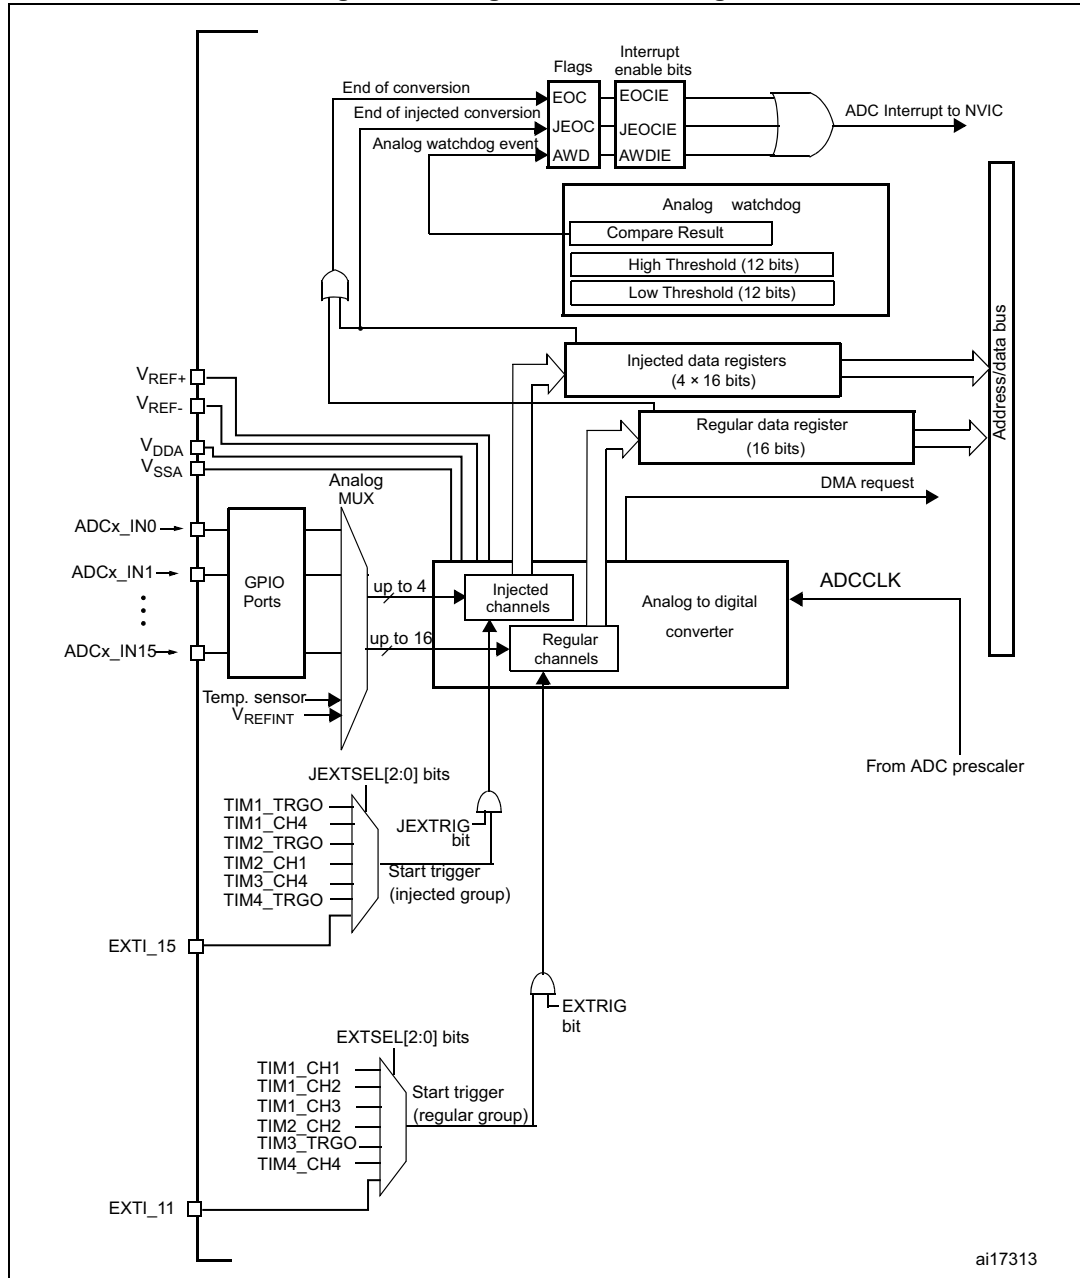 Flags
Interrupt
enable bits
End of conversion
EOC
EOCIE
End of injected conversion
JEOC
JEOCIE
Analog watchdog event
AWD
AWDIE
ADC Interrupt to NVIC
Analog watchdog
Compare Result
High Threshold (12 bits)
Low Threshold (12 bits)
Injected data registers
(4 × 16 bits)
Regular data register
(16 bits)
Address/data bus
DMA request
VREF+
VREF-
VDDA
VSSA
Analog
MUX
ADCx_IN0
ADCx_IN1
ADCx_IN15
GPIO
Ports
up to 4
up to 16
Injected
channels
Regular
channels
Analog to digital
converter
ADCCLK
Temp. sensor
VREFINT
From ADC prescaler
JEXTSEL[2:0] bits
TIM1_TRGO
TIM1_CH4
TIM2_TRGO
TIM2_CH1
TIM3_CH4
TIM4_TRGO
JEXTRIG
bit
Start trigger
(injected group)
EXTI_15
EXTRIG
bit
EXTSEL[2:0] bits
TIM1_CH1
TIM1_CH2
TIM1_CH3
TIM2_CH2
TIM3_TRGO
TIM4_CH4
Start trigger
(regular group)
EXTI_11
ai17313